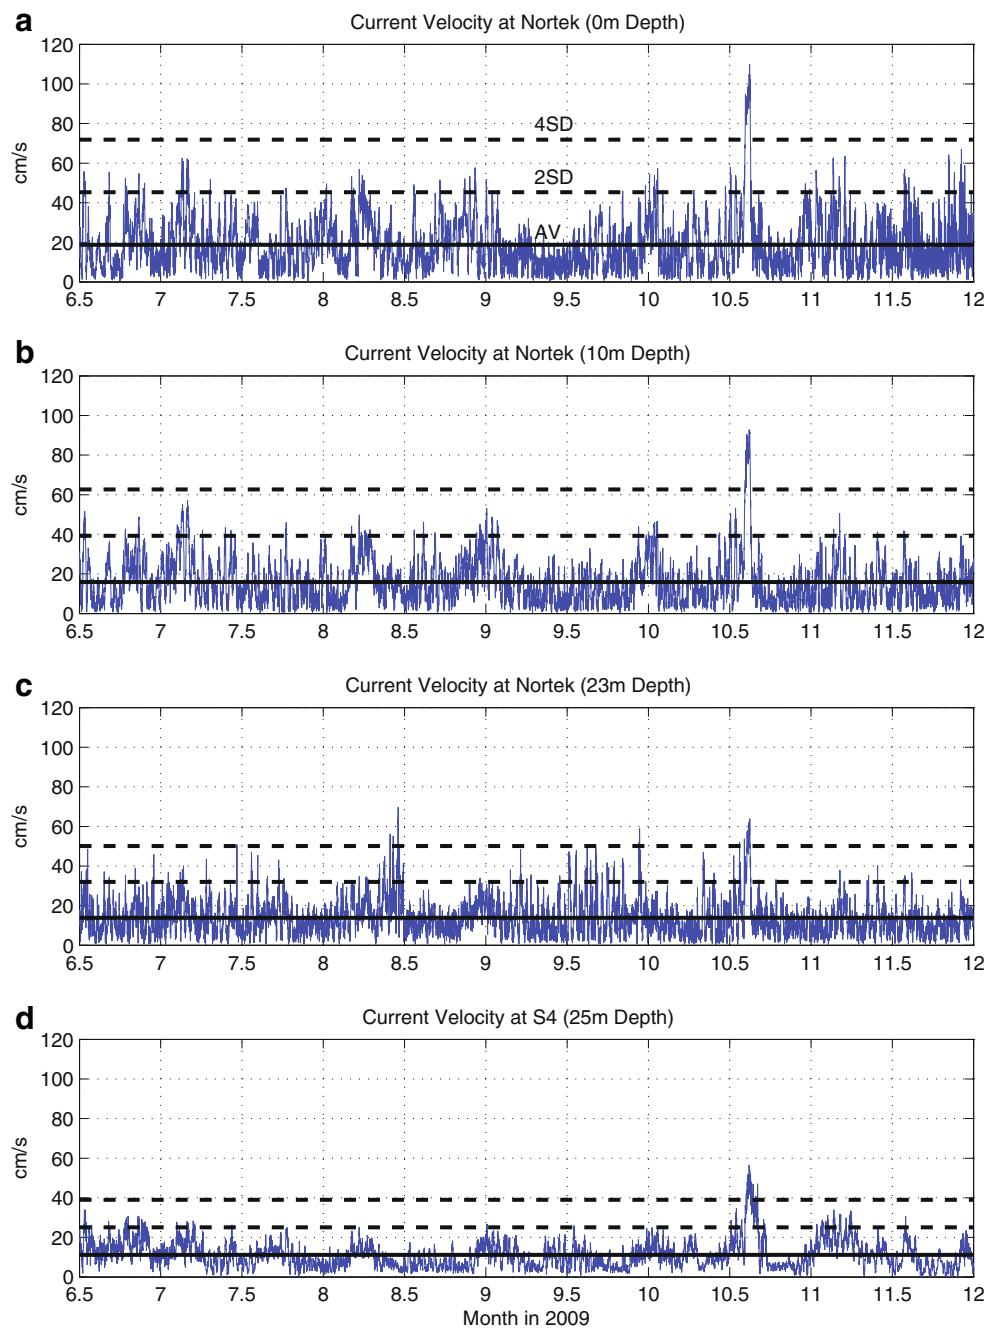 a
Current Velocity at Nortek (0m Depth)
120
100
80
60
40
20
0
cm/s
4SD
2SD
AV
6.5 7 7.5 8 8.5 9 9.5 10 10.5 11 11.5 12
b
Current Velocity at Nortek (10m Depth)
120
100
80
60
40
20
0
cm/s
6.5 7 7.5 8 8.5 9 9.5 10 10.5 11 11.5 12
c
Current Velocity at Nortek (23m Depth)
120
100
80
60
40
20
0
cm/s
6.5 7 7.5 8 8.5 9 9.5 10 10.5 11 11.5 12
d
Current Velocity at S4 (25m Depth)
120
100
80
60
40
20
0
cm/s
6.5 7 7.5 8 8.5 9 9.5 10 10.5 11 11.5 12
Month in 2009